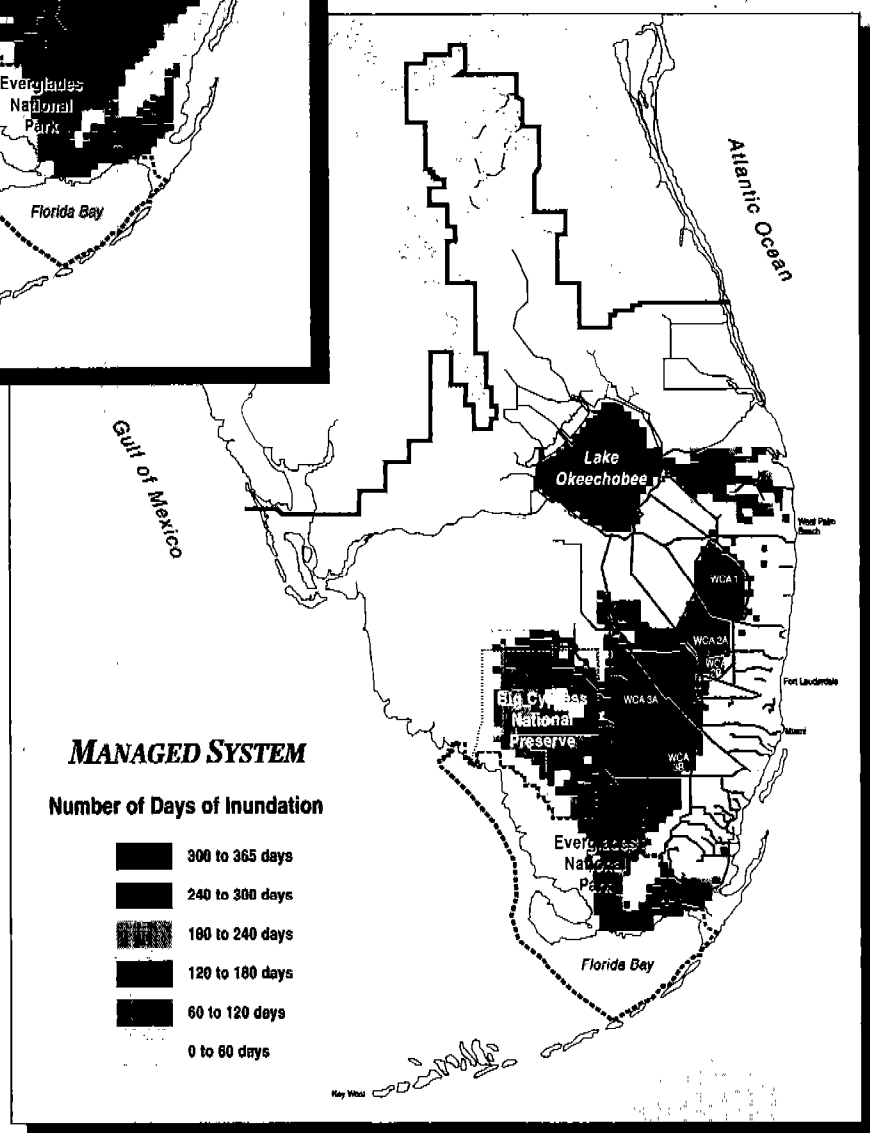 Everglades
National
Park
Florida Bay
Atlantic Ocean
Gulf of Mexico
Lake
Okeechobee
West Palm
Beach
WCA 1
WCA 2A
WCA
Fort Lauderdale
WCA 3A
Big Cypress
National
Preserve
Miami
WCA
3B
MANAGED SYSTEM
Number of Days of Inundation
300 to 365 days
240 to 300 days
180 to 240 days
120 to 180 days
60 to 120 days
0 to 60 days
Everglades
National
Park
Florida Bay
Key West